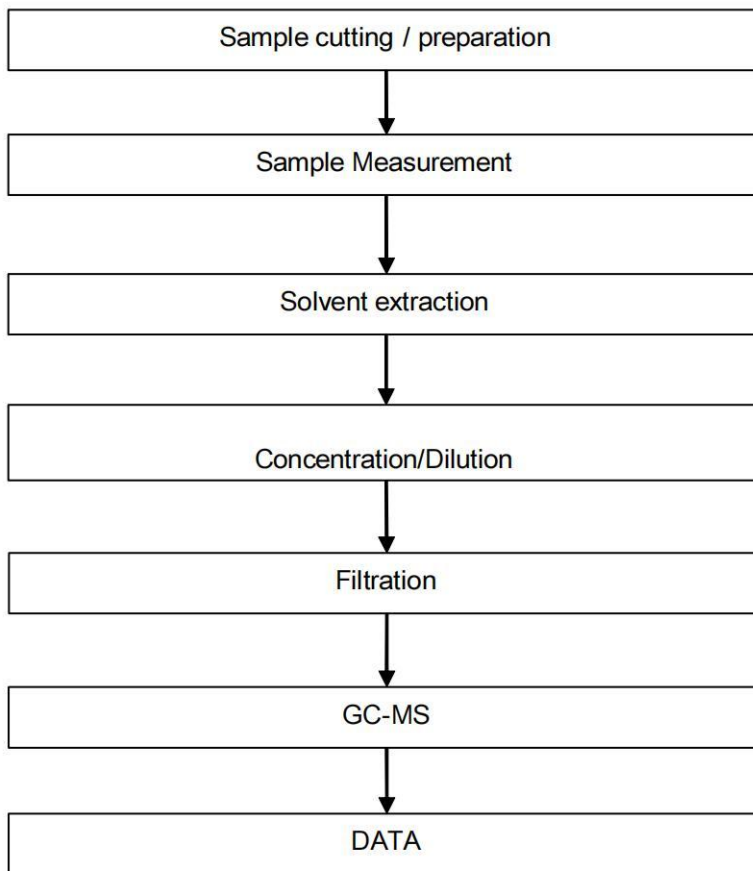 Sample cutting / preparation
Sample Measurement
Solvent extraction
Concentration/Dilution
Filtration
GC-MS
DATA